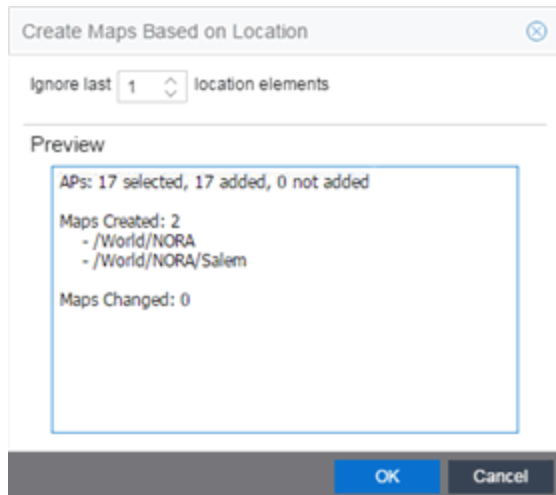 Create Maps Based on Location
Ignore last 1 location elements
Preview
APs: 17 selected, 17 added, 0 not added
Maps Created: 2
- /World/NORA
- /World/NORA/Salem
Maps Changed: 0
OK Cancel